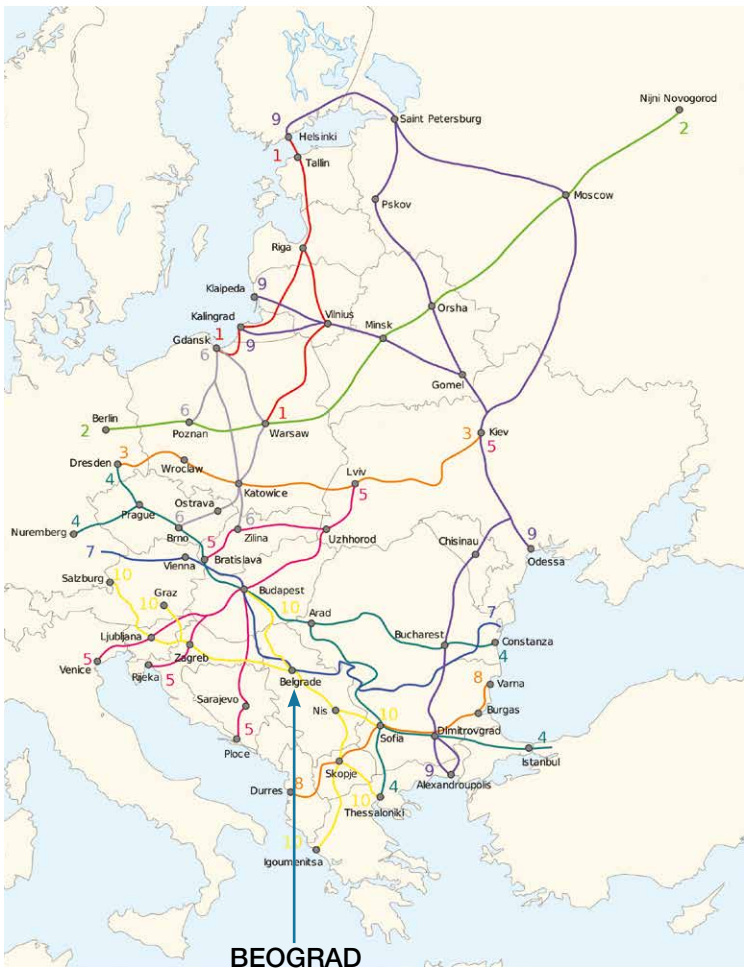 Nijni Novogorod
2
9
Saint Petersburg
Helsinki
1
Tallin
Moscow
Pskov
Riga
Klaipeda
9
Kalingrad
Vilnius
Orsha
Minsk
1
Gdansk
9
6
Gomel
Berlin
6
1
2
Poznan
Warsaw
3
Kiev
5
Dresden
3
4
Wroclaw
Lviv
Katowice
5
Ostrava
4
Prague
6
6
Nuremberg
Brno
Zilina
Uzhhorod
9
5
Chisinau
7
Vienna
Bratislava
Odessa
Salzburg
10
Budapest
Graz
10
10
Arad
7
Ljubljana
Bucharest
Constanza
4
Zagreb
5
Venice
Rijeka
5
Belgrade
8
Varna
Sarajevo
Nis
10
Burgas
5
Sofia
Dimitrovgrad
Ploce
4
Istanbul
Skopje
9
Durres
8
10
4
Alexandroupolis
Thessaloniki
10
Igoumenitsa
BEOGRAD